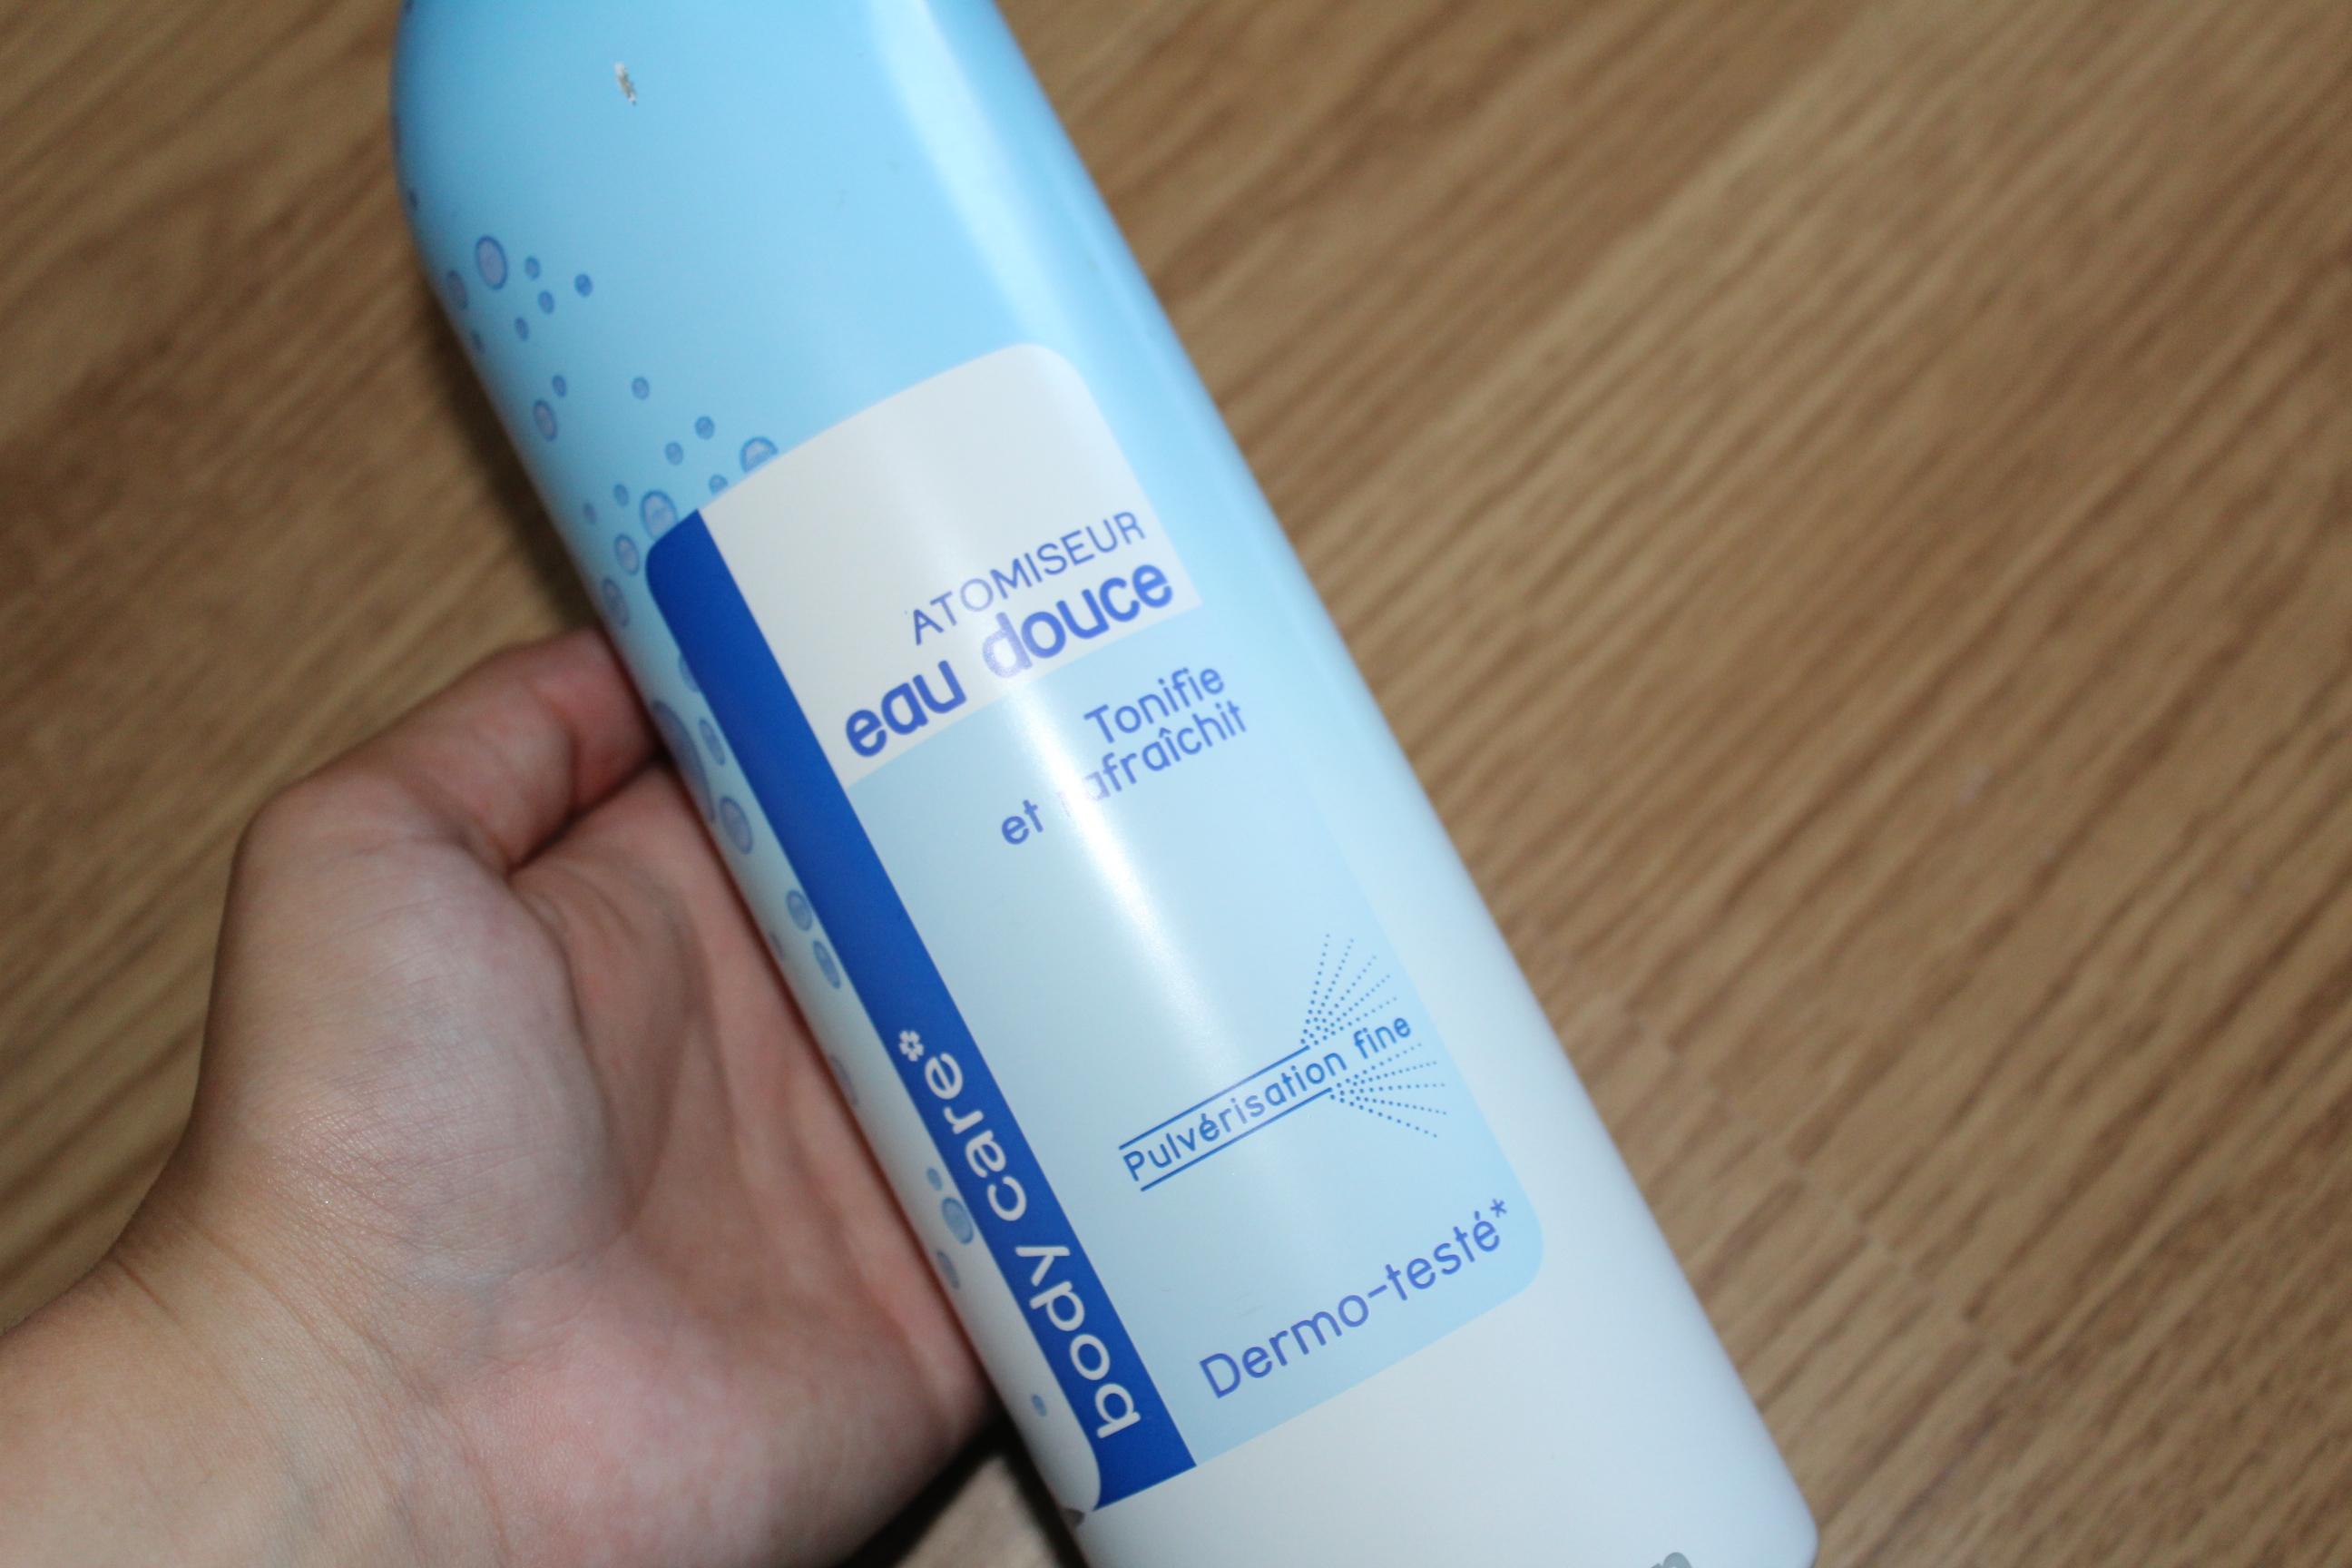 ATOMISEUR
eau douce
Tonifie
et rafraîchit
Pulvérisation fine
Dermo-testé*
body care*